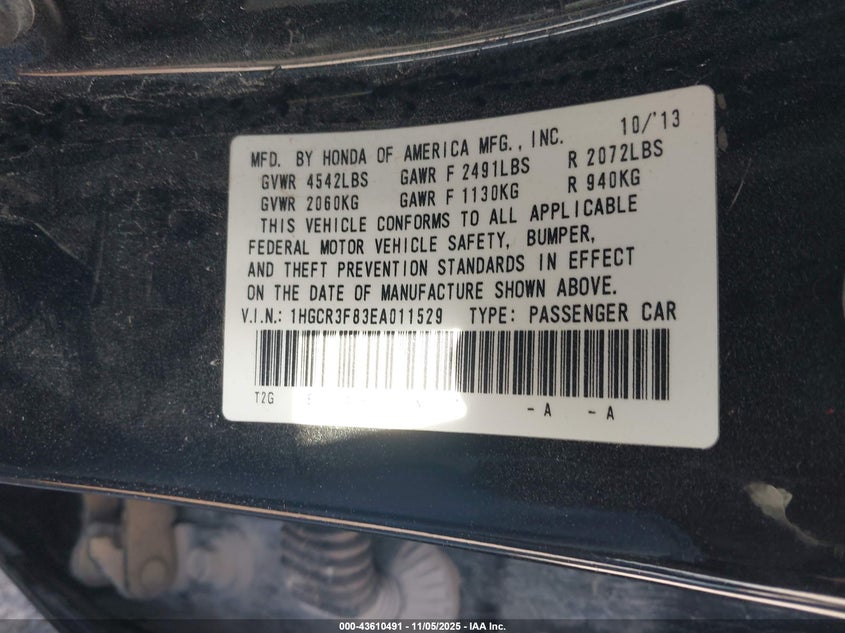 10/'13
MFD. BY HONDA OF AMERICA MFG., INC.
GVWR 4542LBS GAWR F 2491LBS R 2072LBS
GVWR 2060KG GAWR F 1130KG R 940KG
THIS VEHICLE CONFORMS TO ALL APPLICABLE
FEDERAL MOTOR VEHICLE SAFETY, BUMPER,
AND THEFT PREVENTION STANDARDS IN EFFECT
ON THE DATE OF MANUFACTURE SHOWN ABOVE.
V.I.N.: 1HGCR3F83EA011529 TYPE: PASSENGER CAR
T2G -A -A
000-43610491 - 11/05/2025 - IAA Inc.